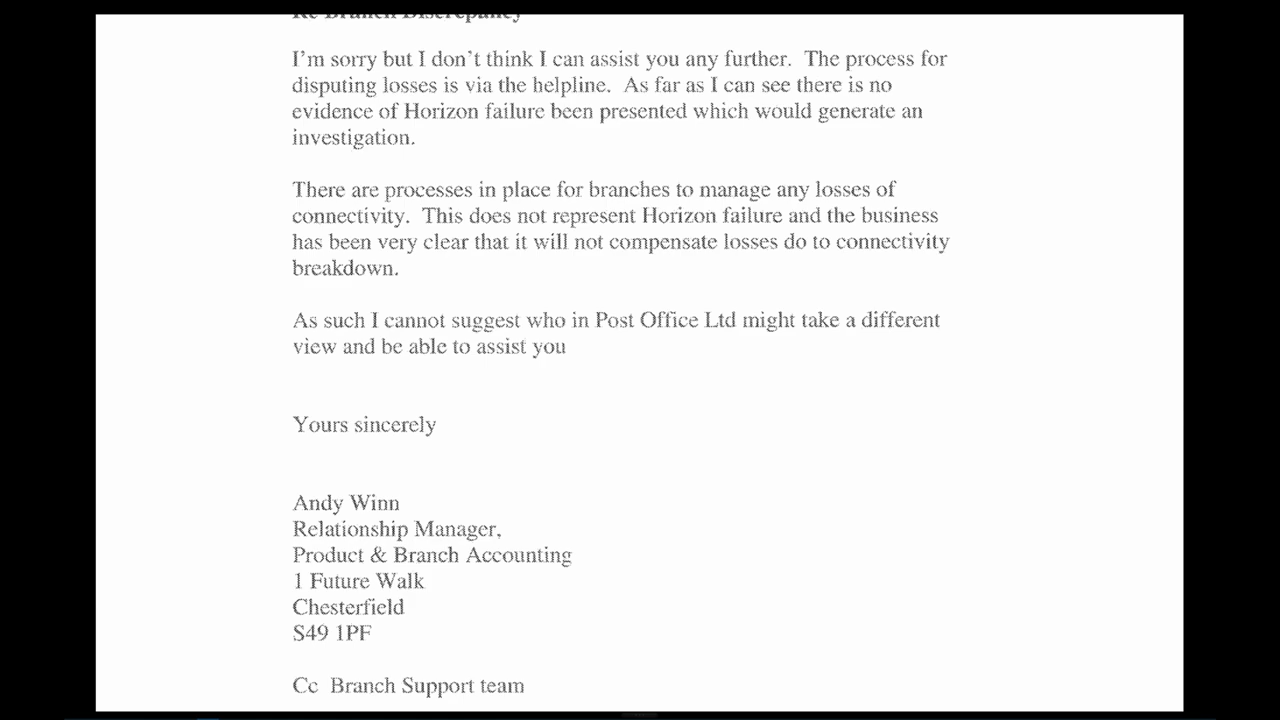 Re Branch Discrepancy
I'm sorry but I don't think I can assist you any further.  The process for
disputing losses is via the helpline.  As far as I can see there is no
evidence of Horizon failure been presented which would generate an
investigation.
There are processes in place for branches to manage any losses of
connectivity.  This does not represent Horizon failure and the business
has been very clear that it will not compensate losses do to connectivity
breakdown.
As such I cannot suggest who in Post Office Ltd might take a different
view and be able to assist you
Yours sincerely
Andy Winn
Relationship Manager,
Product & Branch Accounting
1 Future Walk
Chesterfield
S49 1PF
Cc  Branch Support team